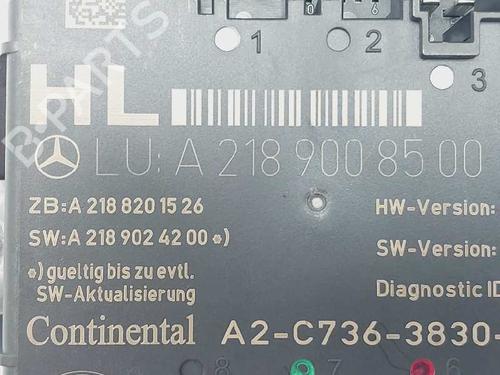 1 2 3
HL
LU: A 218 900 85 00
ZB:A 218 820 15 26
HW-Version:
SW:A 218 902 42 00 *)
SW-Version:
*) gueltig bis zu evtl.
SW-Aktualisierung
Diagnostic ID
Continental A2-C736-3830-
8 7 6
B-PARTS